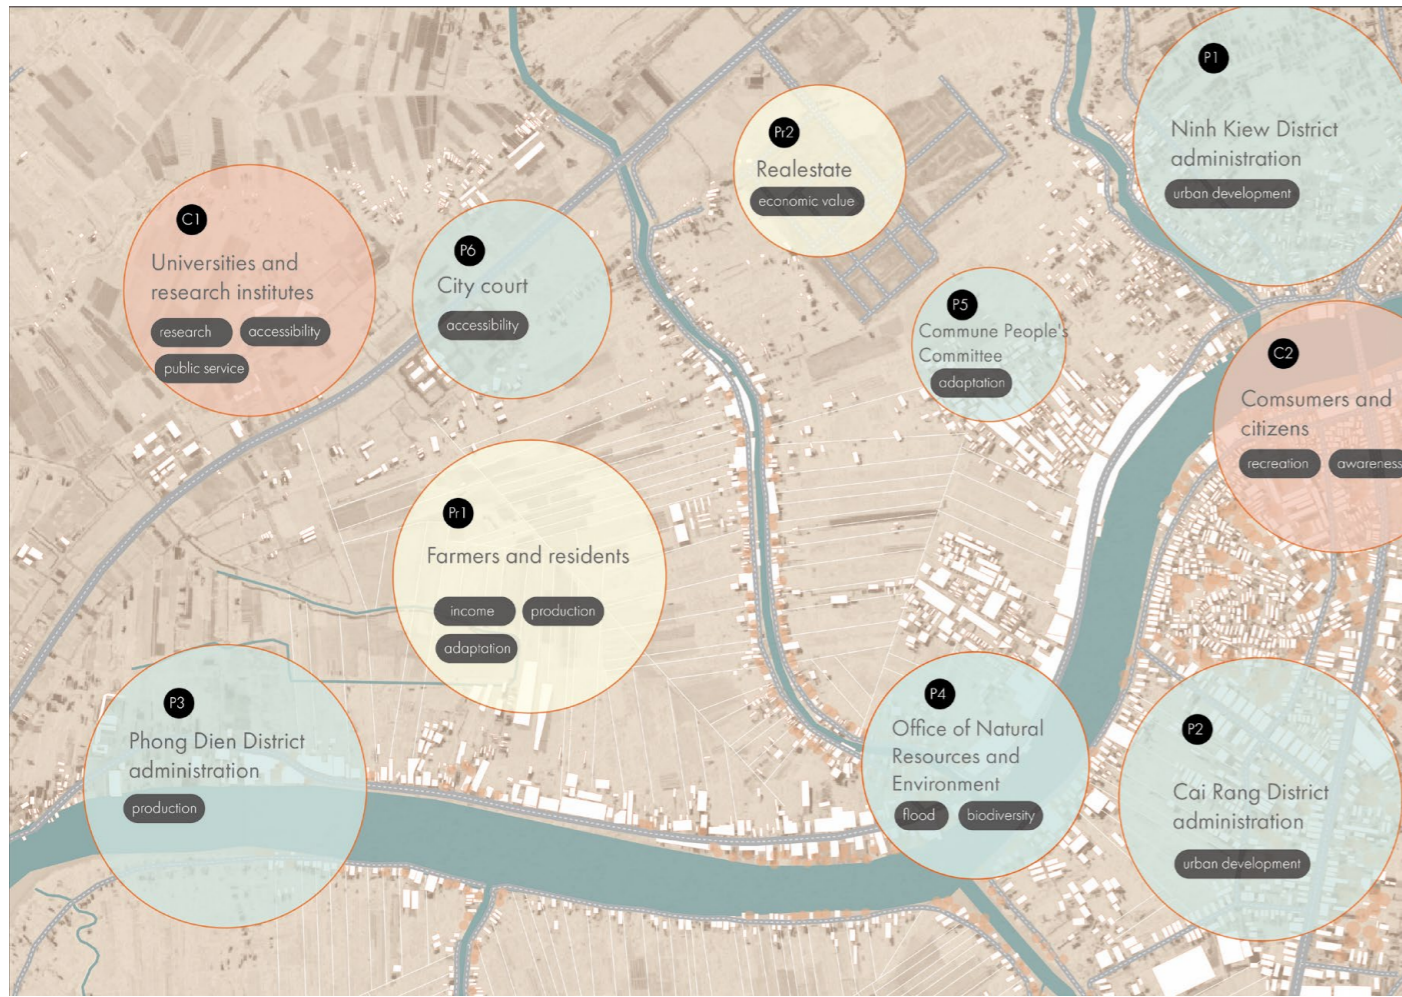 P1
Ninh Kiew District
administration
urban development
Pr2
Realestate
economic value
C1
Universities and
research institutes
research accessibility
public service
P6
City court
accessibility
P5
Commune People's
Committee
adaptation
C2
Comsumers and
citizens
recreation awareness
Pr1
Farmers and residents
income production
adaptation
P3
Phong Dien District
administration
production
P4
Office of Natural
Resources and
Environment
flood biodiversity
P2
Cai Rang District
administration
urban development